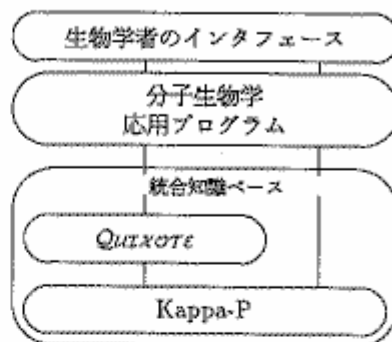 生物学者のインタフェース
分子生物学
応用プログラム
統合知識ベース
QUIXOTE
Kappa-P